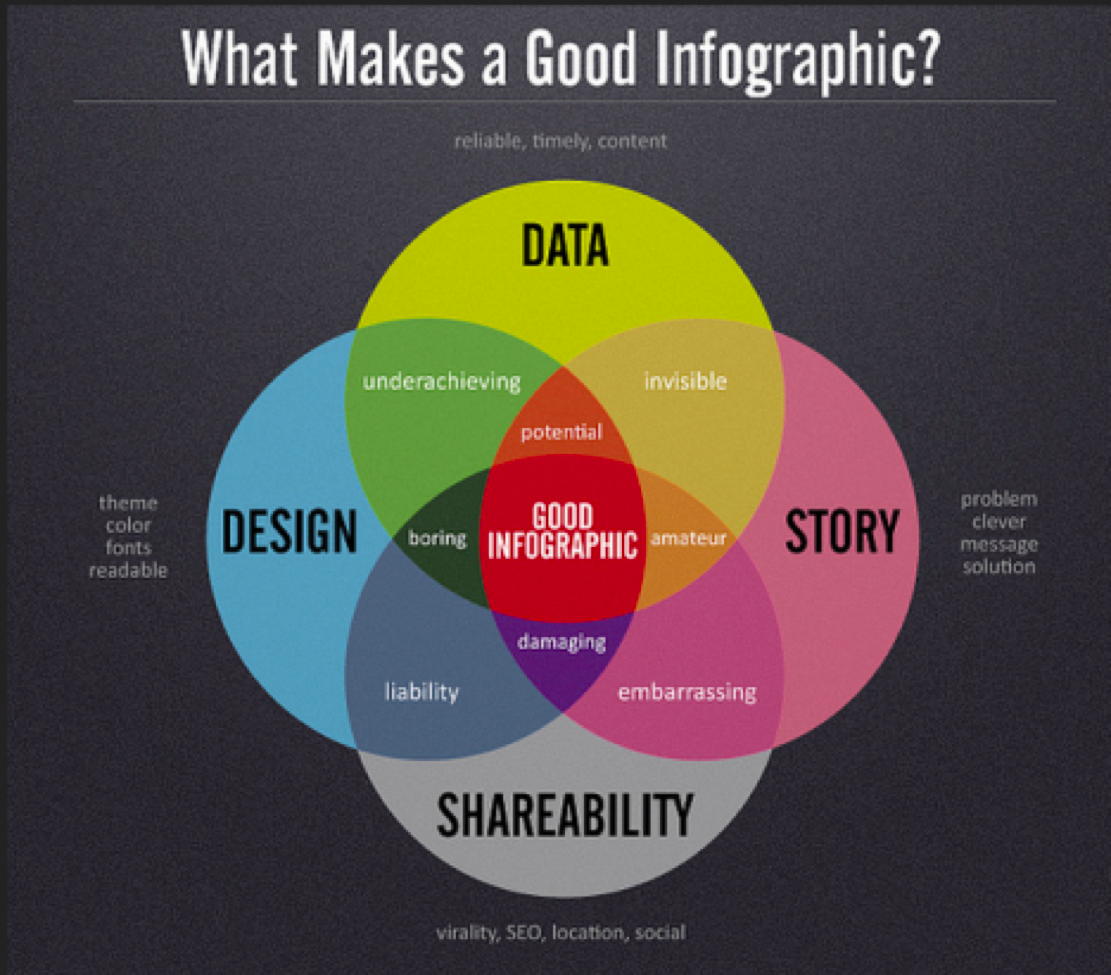 What Makes a Good Infographic?
reliable, timely, content
DATA
underachieving
invisible
potential
theme
color
fonts
readable
DESIGN
boring
GOOD
INFOGRAPHIC
amateur
STORY
problem
clever
message
solution
damaging
liability
embarrassing
SHAREABILITY
virality, SEO, location, social